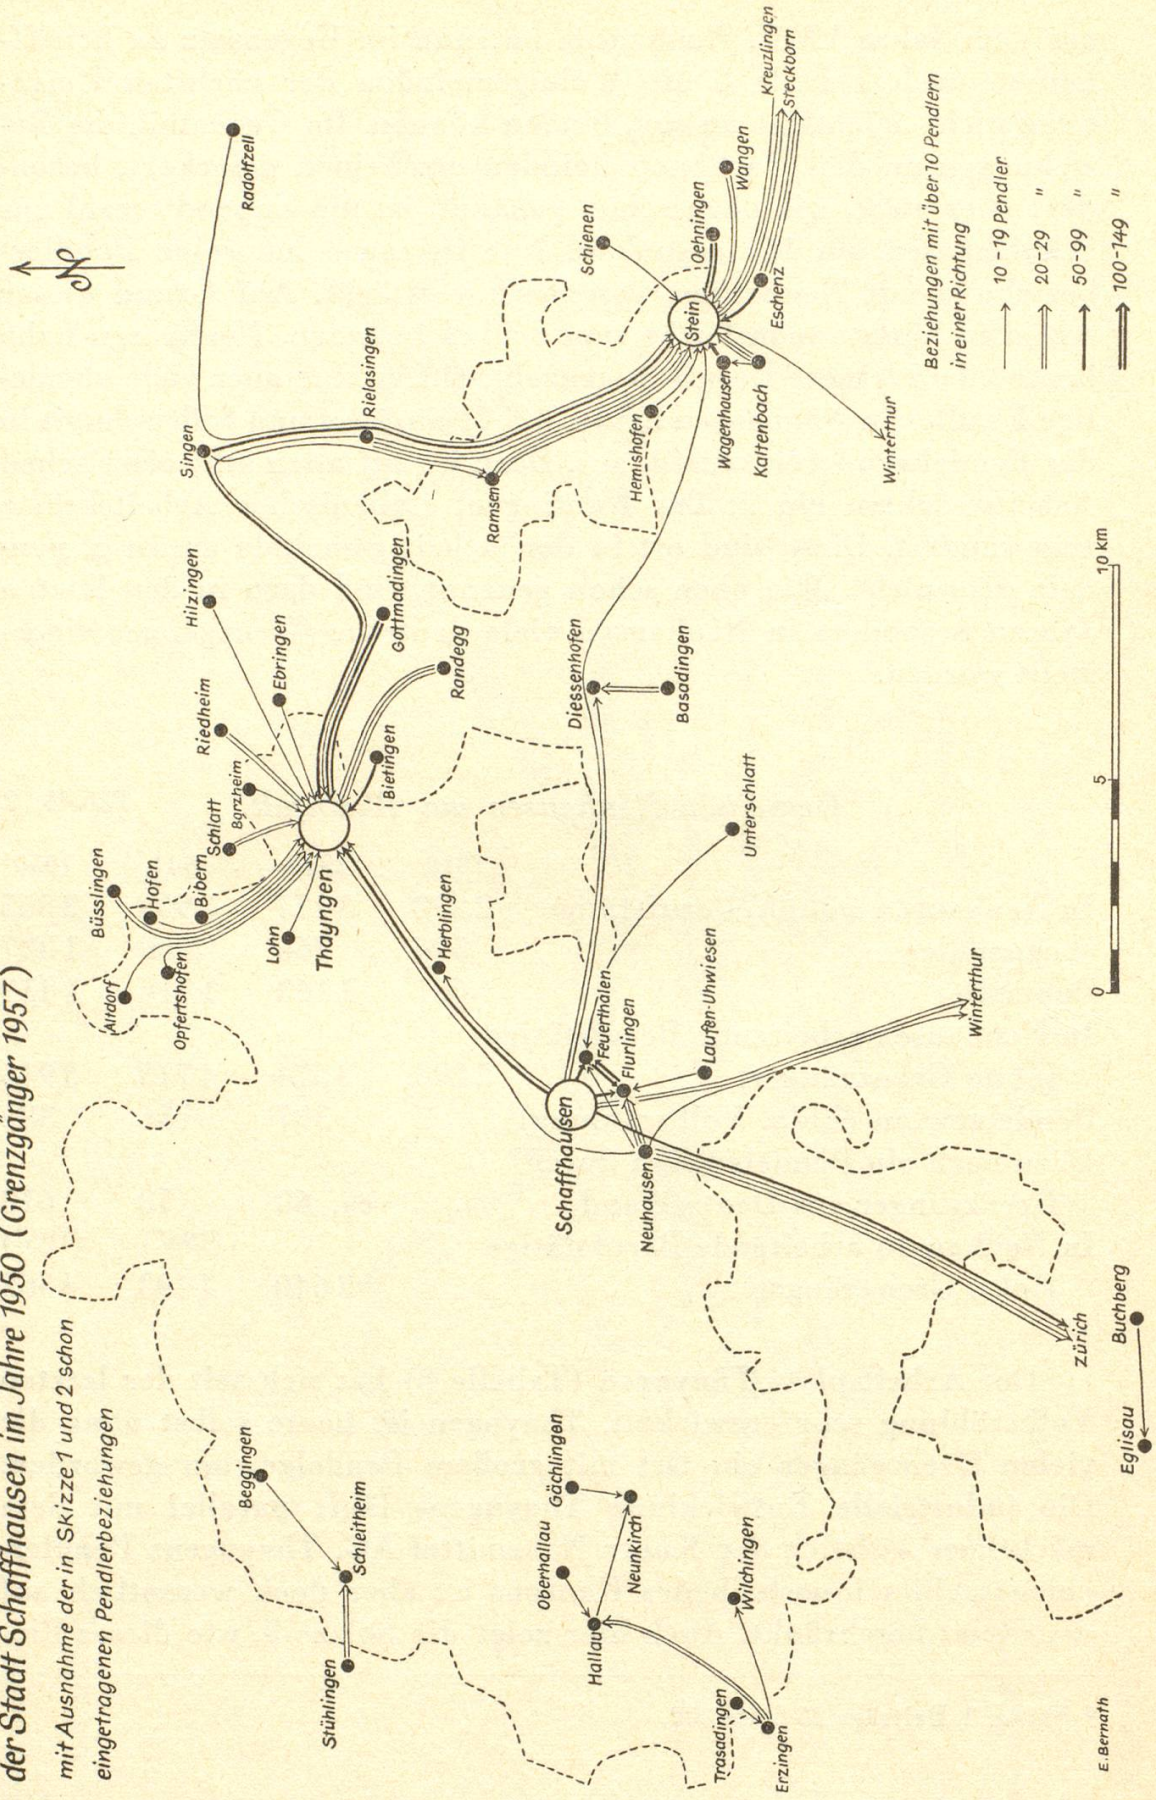 der Stadt Schaffhausen im Jahre 1950 (Grenzgänger 1957)
mit Ausnahme der in Skizze 1 und 2 schon
eingetragenen Pendlerbeziehungen
N
Altdorf
Büsslingen
Hofen
Opfertshofen
Bibern
Schlatt
Barzheim
Riedheim
Hilzingen
Singen
Radolfzell
Lohn
Thayngen
Ebringen
Rielasingen
Beggingen
Bietingen
Gottmadingen
Randegg
Stühlingen
Schleitheim
Herblingen
Ramsen
Schienen
Gächlingen
Oberhallau
Schaffhausen
Diessenhofen
Hemishofen
Stein
Oehningen
Wangen
Kreuzlingen
Steckborn
Hallau
Neunkirch
Neuhausen
Feuerthalen
Flurlingen
Basadingen
Wagenhausen
Kaltenbach
Eschenz
Laufen-Uhwiesen
Unterschlatt
Trasadingen
Wilchingen
Erzingen
Winterthur
Winterthur
Zürich
Buchberg
Eglisau
Beziehungen mit über 10 Pendlern
in einer Richtung
10-19 Pendler
20-29 "
50-99 "
100-149 "
0 5 10 km
E. Bernath